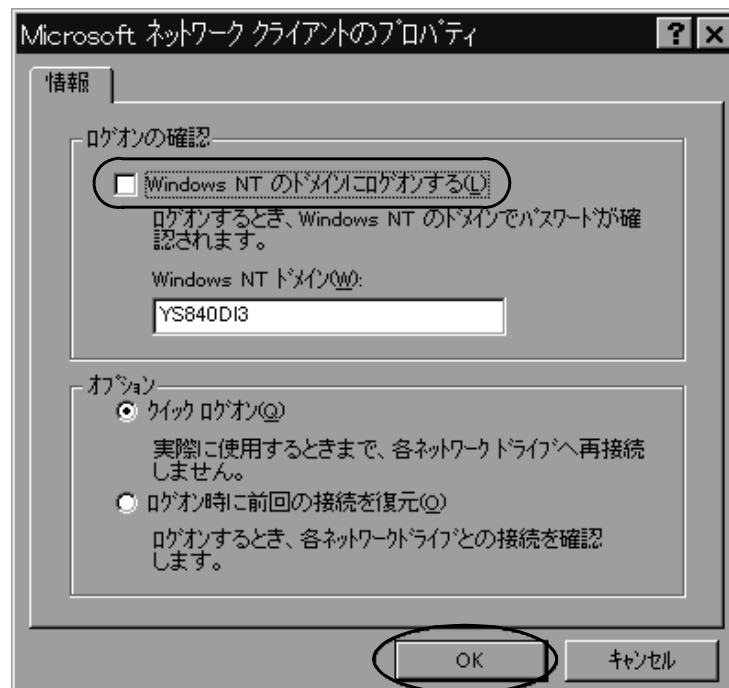 Microsoft ネットワーク クライアントのプロパティ
情報
ログオンの確認
Windows NT のドメインにログオンする(L)
ログオンするとき、Windows NT のドメインでパスワードが確
認されます。
Windows NT ドメイン(W):
YS840DI3
オプション
クイック ログオン(Q)
実際に使用するときまで、各ネットワーク ドライブへ再接続
しません。
ログオン時に前回の接続を復元(O)
ログオンするとき、各ネットワークドライブとの接続を確認
します。
OK
キャンセル